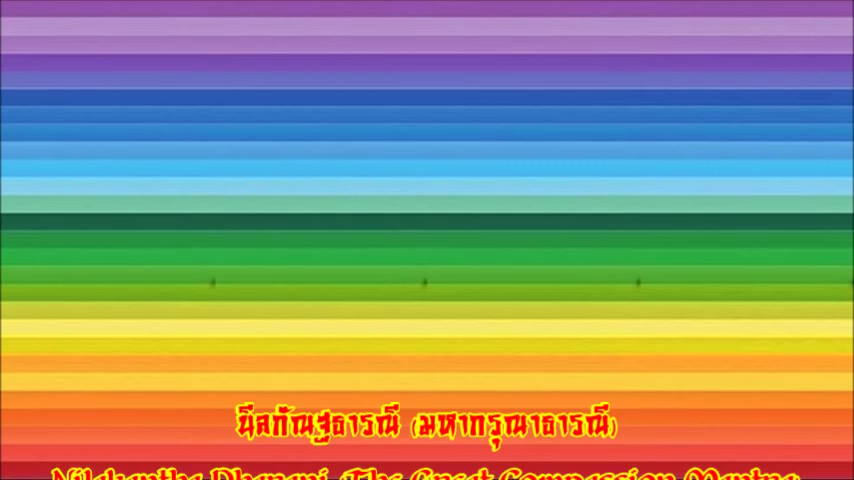 นีลกัณฐธารณี (มหากรุณาธารณี)
Nilakantha Dharani (The Great Compassion Mantra